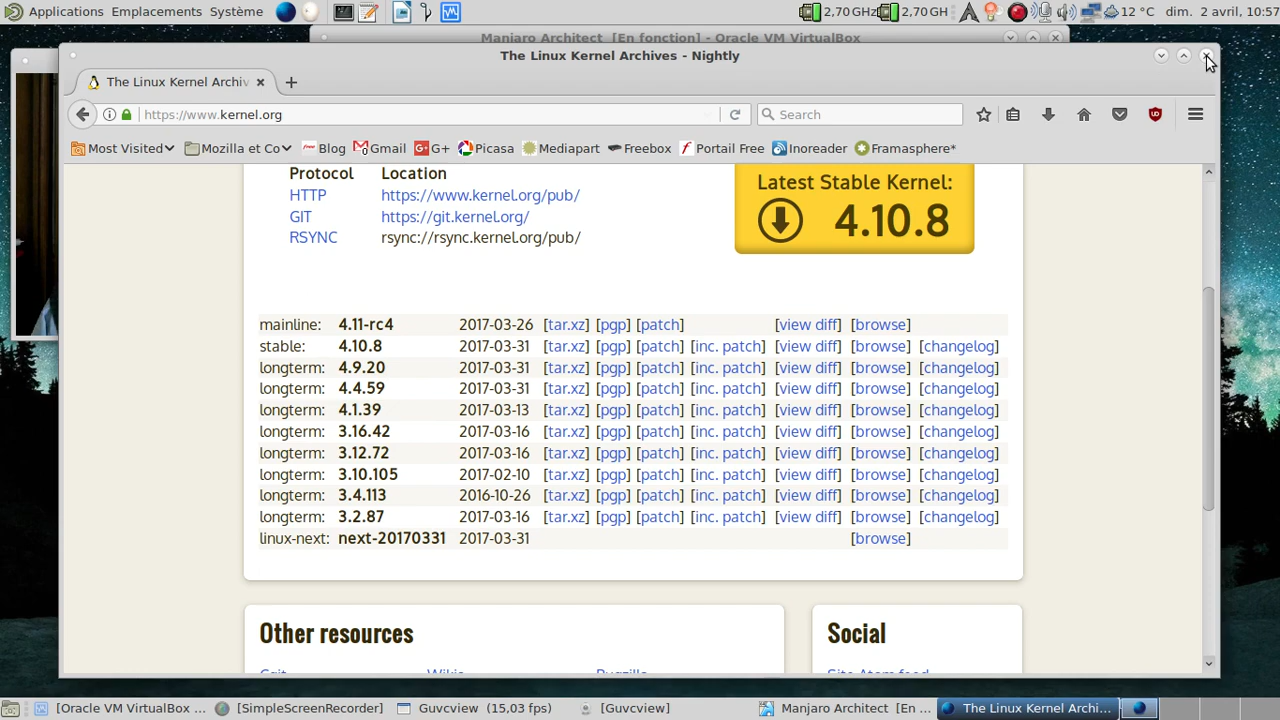 Applications Emplacements Système 2,70 GHz 2,70 GH 12 °C dim. 2 avril, 10:57
Manjaro Architect [En fonction] - Oracle VM VirtualBox
The Linux Kernel Archives - Nightly
The Linux Kernel Archiv
https://www.kernel.org Search
Most Visited Mozilla et Co Blog Gmail G+ Picasa Mediapart Freebox Portail Free Inoreader Framasphere*
Protocol Location
HTTP https://www.kernel.org/pub/
GIT https://git.kernel.org/
RSYNC rsync://rsync.kernel.org/pub/
Latest Stable Kernel:
4.10.8
mainline: 4.11-rc4 2017-03-26 [tar.xz] [pgp] [patch] [view diff] [browse]
stable: 4.10.8 2017-03-31 [tar.xz] [pgp] [patch] [inc. patch] [view diff] [browse] [changelog]
longterm: 4.9.20 2017-03-31 [tar.xz] [pgp] [patch] [inc. patch] [view diff] [browse] [changelog]
longterm: 4.4.59 2017-03-31 [tar.xz] [pgp] [patch] [inc. patch] [view diff] [browse] [changelog]
longterm: 4.1.39 2017-03-13 [tar.xz] [pgp] [patch] [inc. patch] [view diff] [browse] [changelog]
longterm: 3.16.42 2017-03-16 [tar.xz] [pgp] [patch] [inc. patch] [view diff] [browse] [changelog]
longterm: 3.12.72 2017-03-16 [tar.xz] [pgp] [patch] [inc. patch] [view diff] [browse] [changelog]
longterm: 3.10.105 2017-02-10 [tar.xz] [pgp] [patch] [inc. patch] [view diff] [browse] [changelog]
longterm: 3.4.113 2016-10-26 [tar.xz] [pgp] [patch] [inc. patch] [view diff] [browse] [changelog]
longterm: 3.2.87 2017-03-16 [tar.xz] [pgp] [patch] [inc. patch] [view diff] [browse] [changelog]
linux-next: next-20170331 2017-03-31 [browse]
Other resources
Social
Cgit Wikis Bugzilla Site Atom feed
[Oracle VM VirtualBox ... [SimpleScreenRecorder] Guvcview (15,03 fps) [Guvcview] Manjaro Architect [En ... The Linux Kernel Archi...